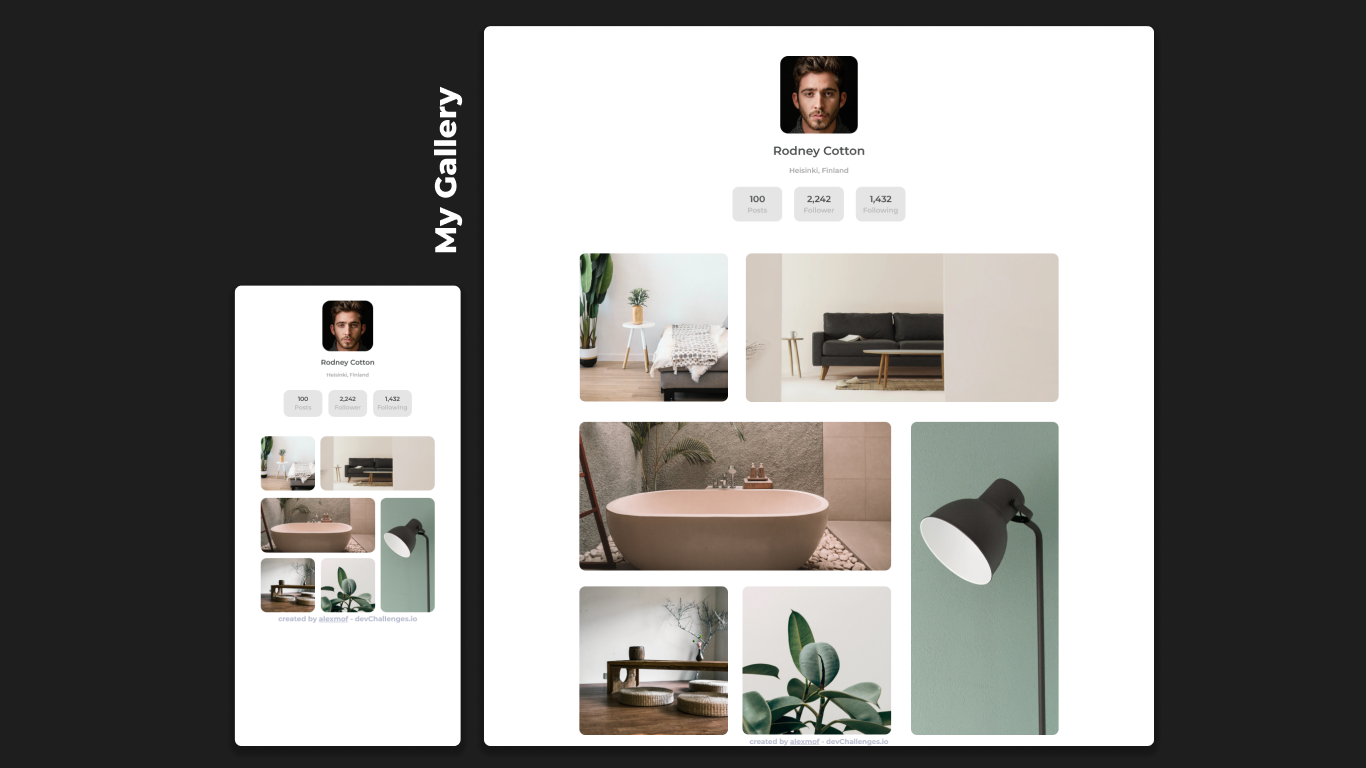 My Gallery
Rodney Cotton
Helsinki, Finland
100
Posts
2,242
Follower
1,432
Following
created by alexmof - devChallenges.io
Rodney Cotton
Helsinki, Finland
100
Posts
2,242
Follower
1,432
Following
created by alexmof - devChallenges.io